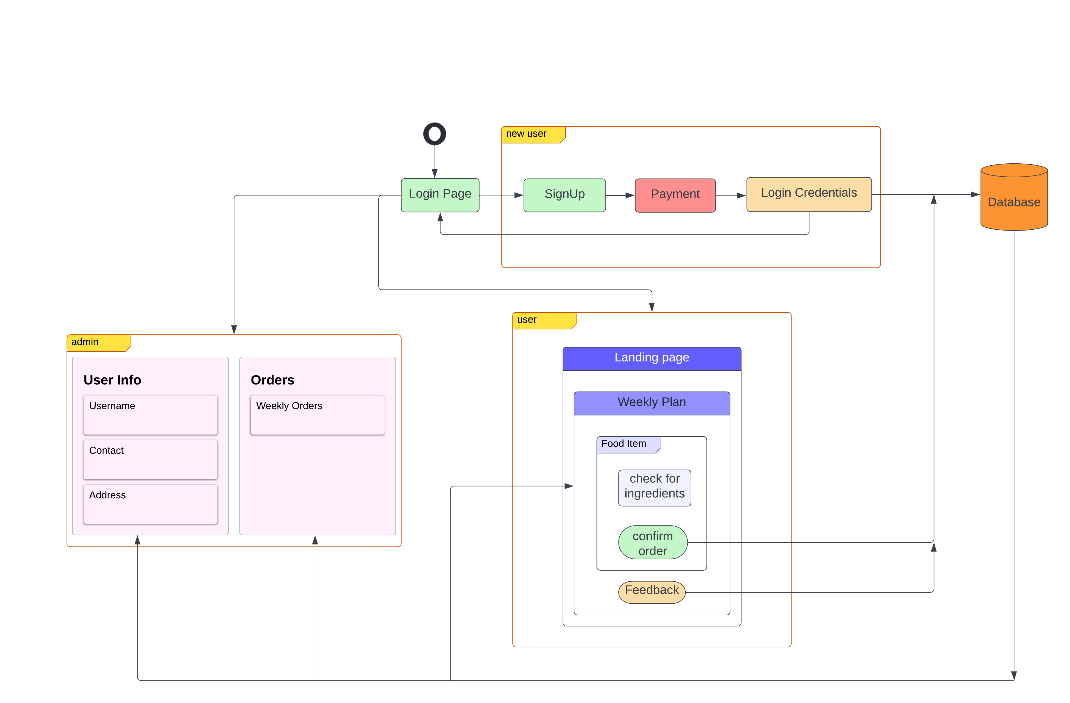 new user
Login Page
SignUp
Payment
Login Credentials
Database
user
admin
Landing page
User Info
Orders
Username
Weekly Orders
Weekly Plan
Food Item
Contact
check for
ingredients
Address
confirm
order
Feedback